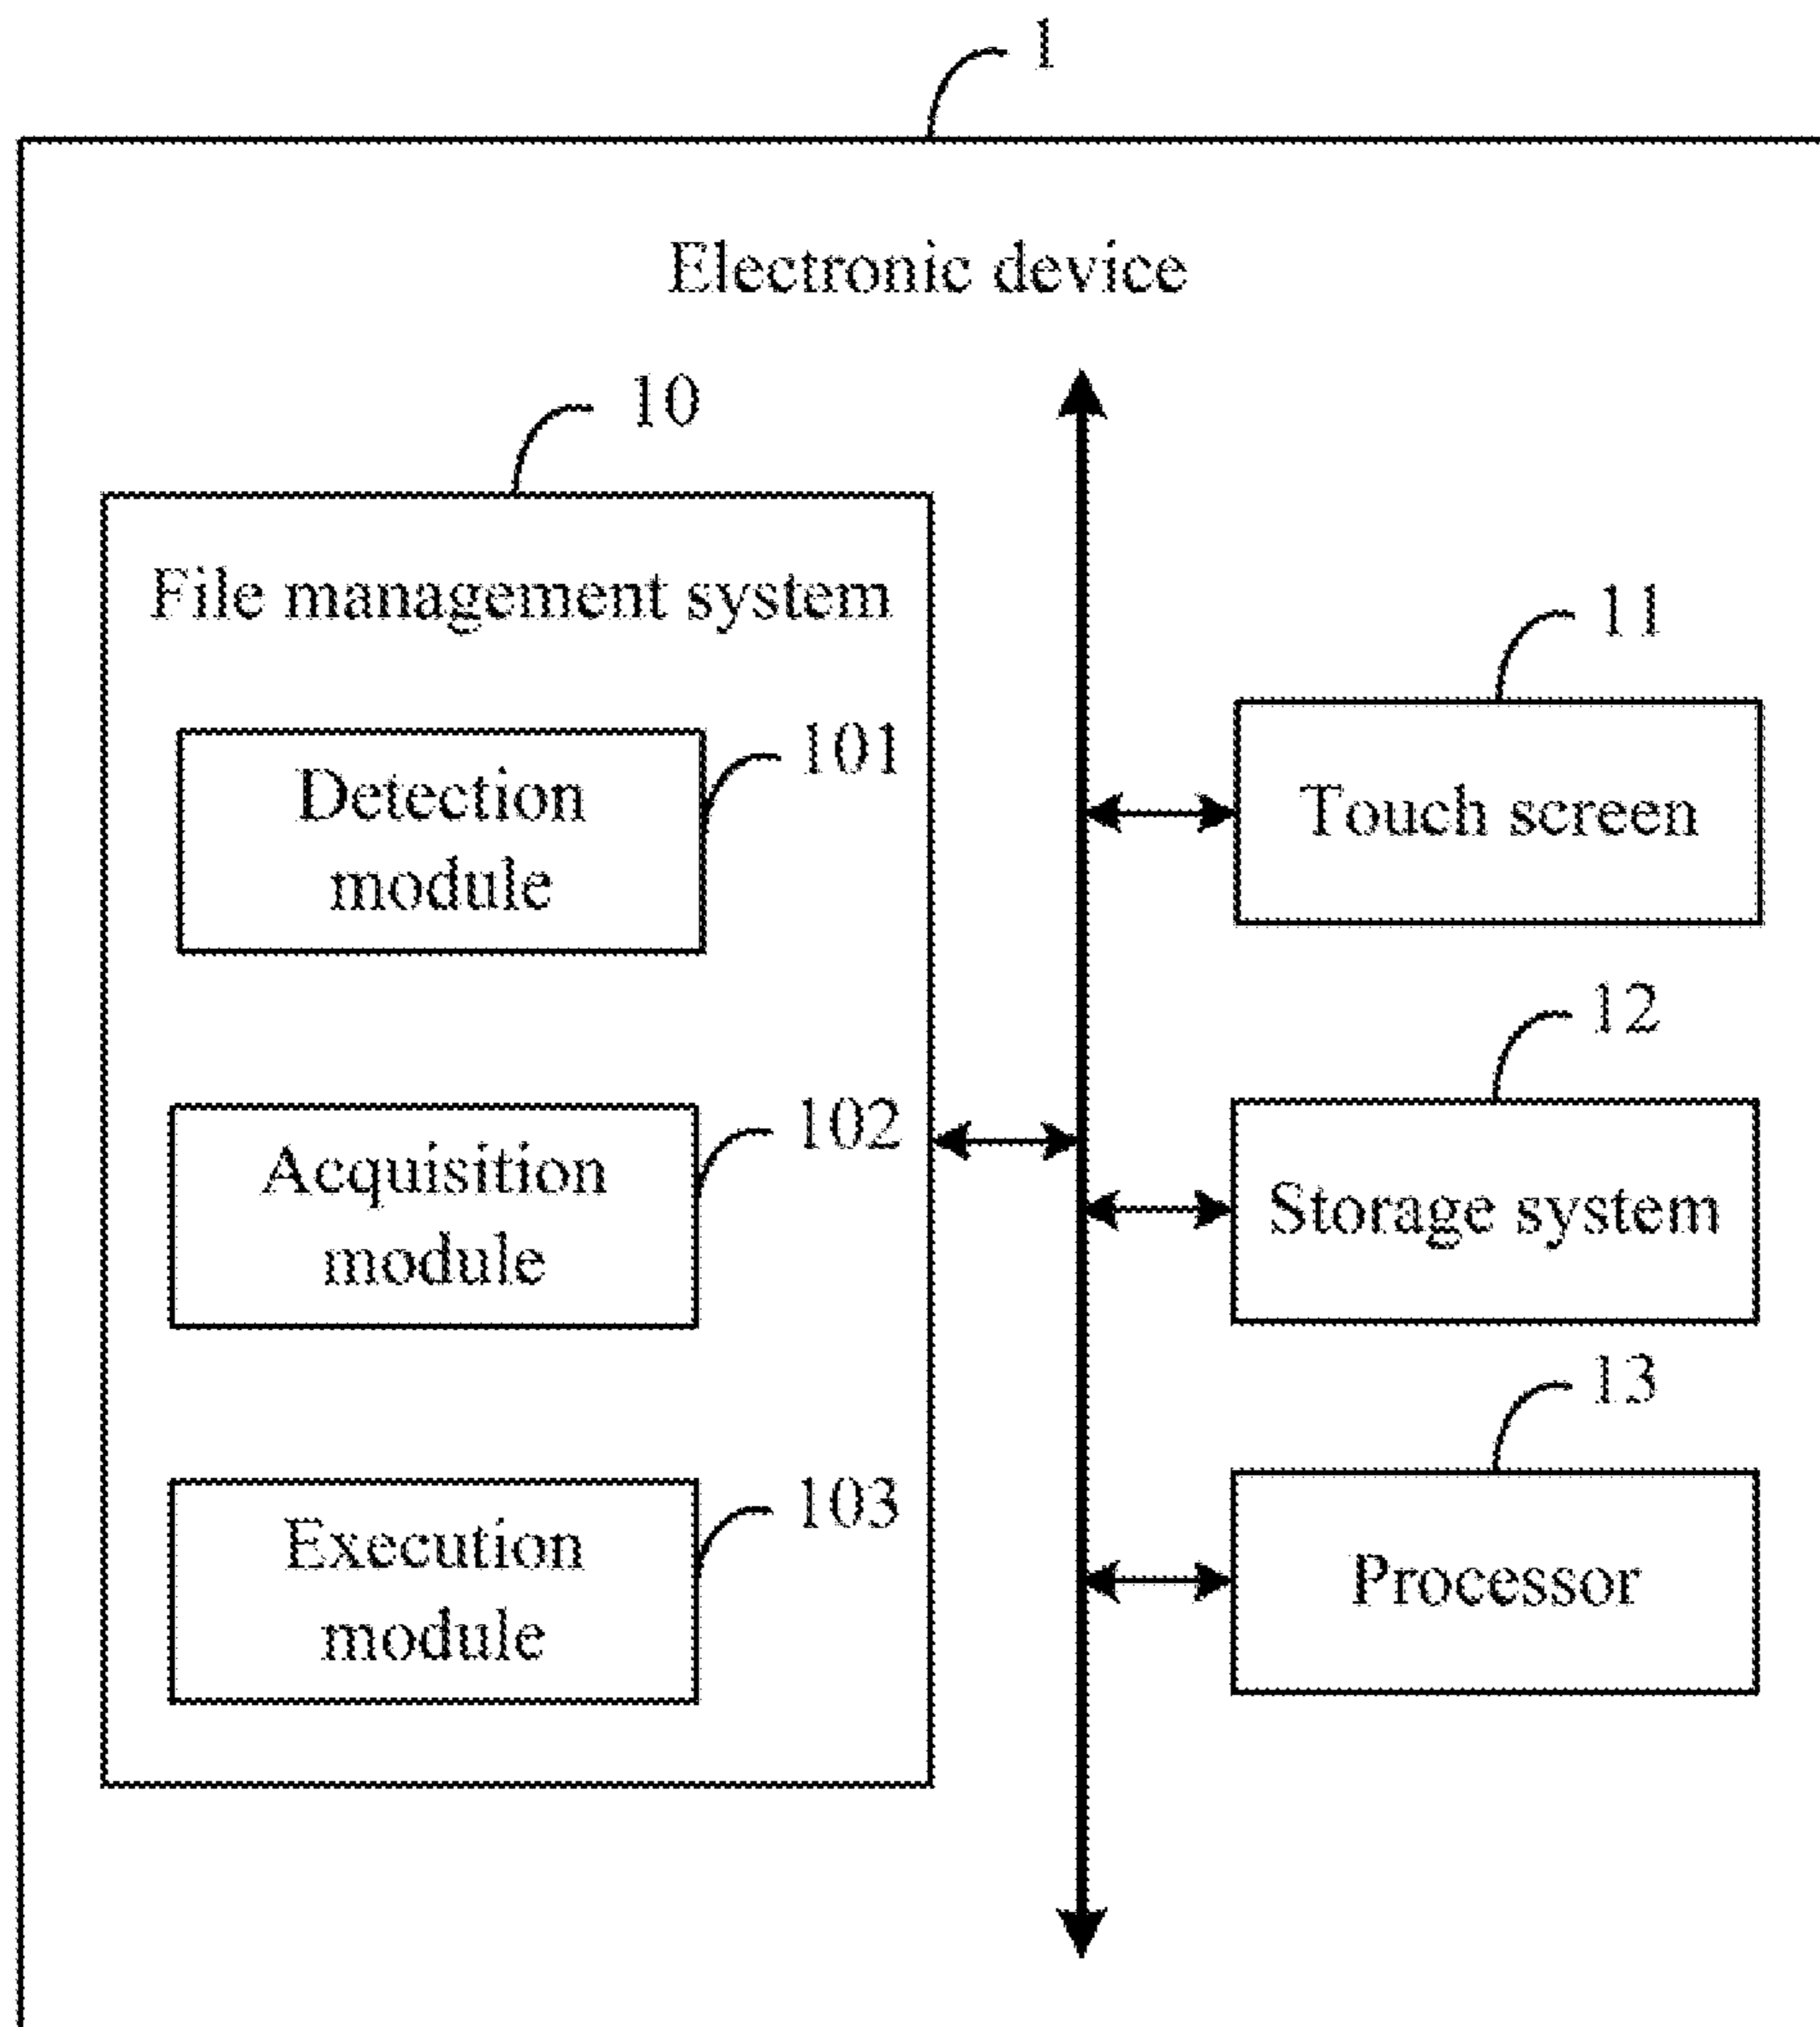 1
Electronic device
10
File management system
101
Detection
module
102
Acquisition
module
103
Execution
module
11
Touch screen
12
Storage system
13
Processor